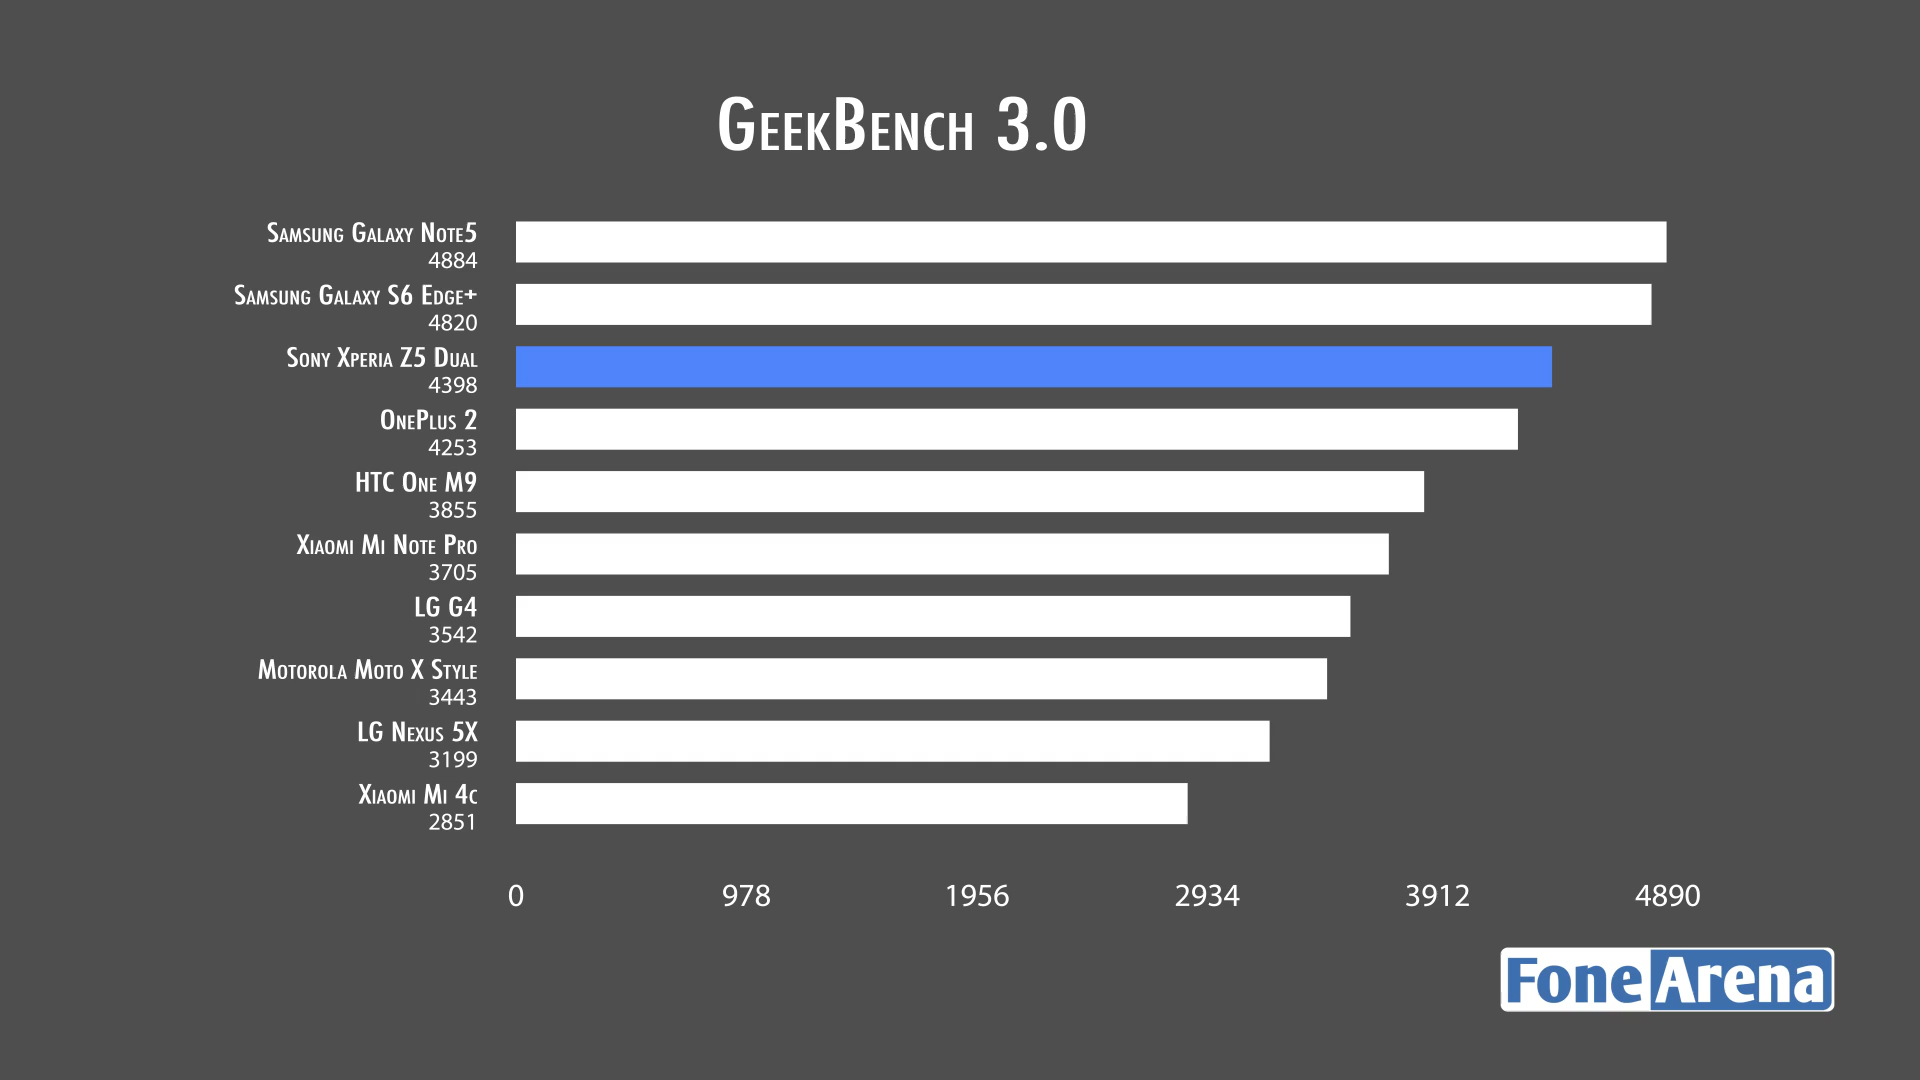 GeekBench 3.0
Samsung Galaxy Note5
4884
Samsung Galaxy S6 Edge+
4820
Sony Xperia Z5 Dual
4398
OnePlus 2
4253
HTC One M9
3855
Xiaomi Mi Note Pro
3705
LG G4
3542
Motorola Moto X Style
3443
LG Nexus 5X
3199
Xiaomi Mi 4c
2851
0 978 1956 2934 3912 4890
FoneArena